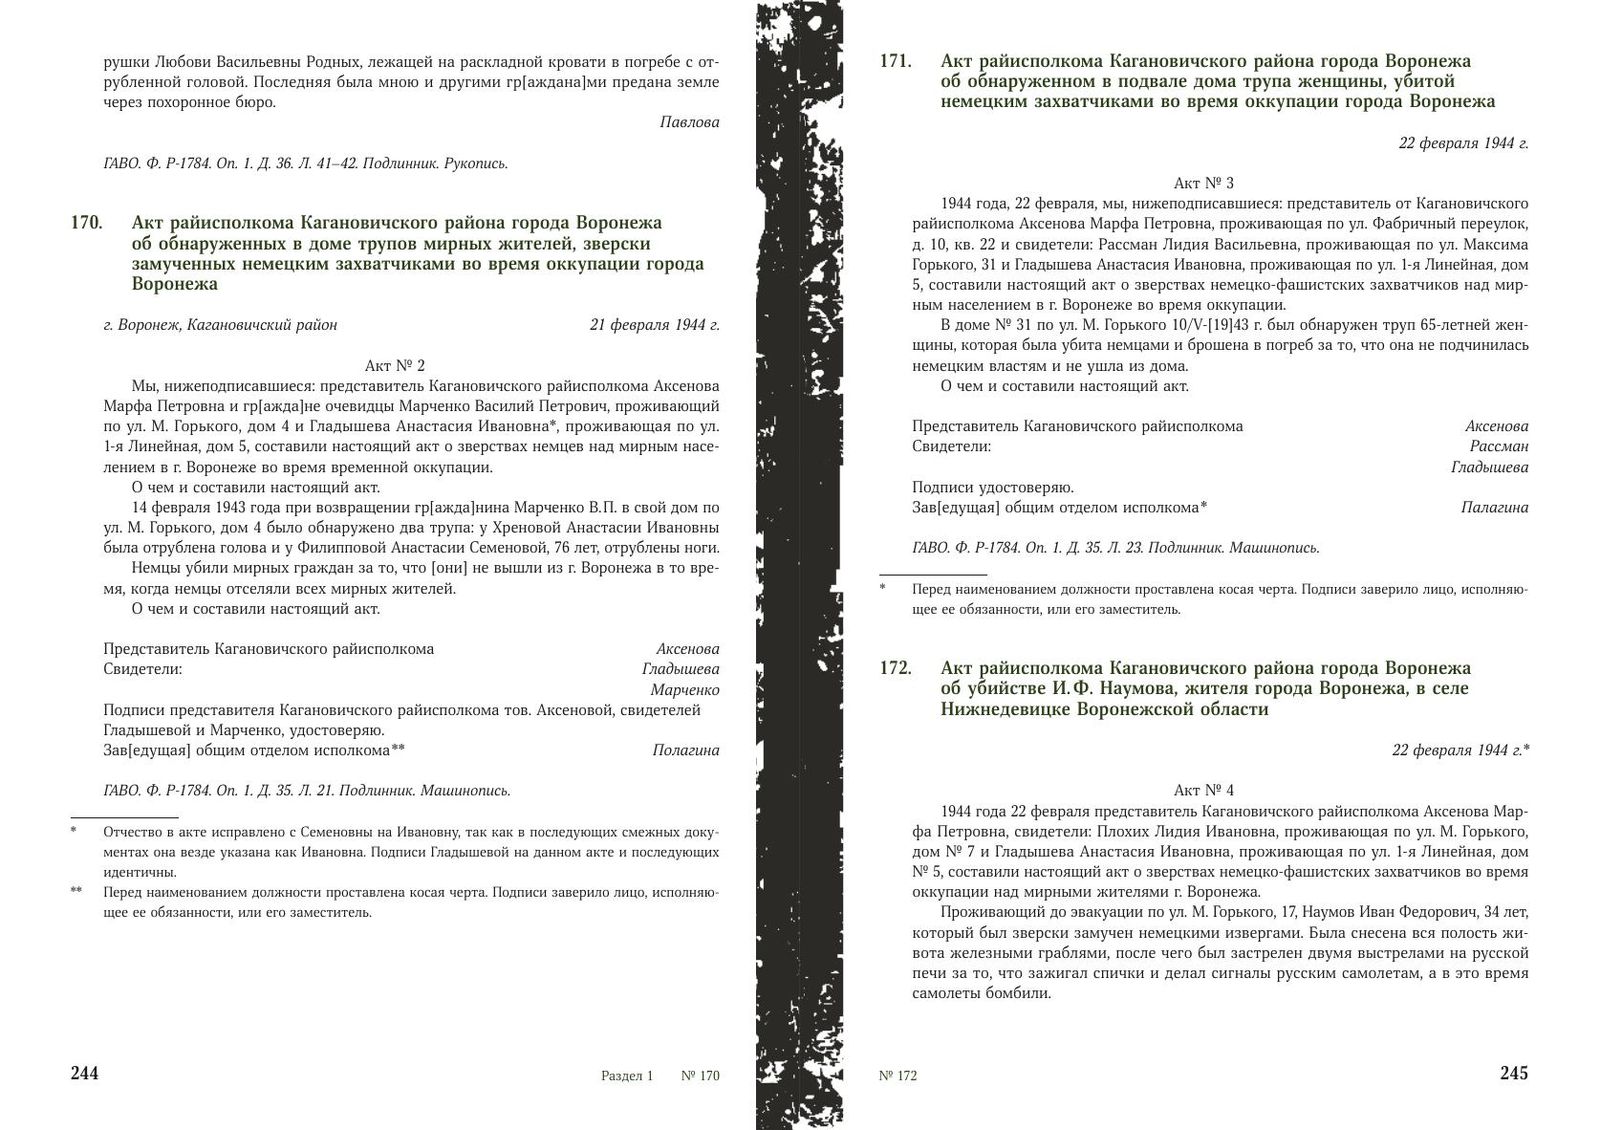 рушки Любови Васильевны Родных, лежащей на раскладной кровати в погребе с от-
рубленной головой. Последняя была мною и другими гр[аждана]ми предана земле
через похоронное бюро.
Павлова
ГАВО. Ф. Р-1784. Оп. 1. Д. 36. Л. 41–42. Подлинник. Рукопись.
170. Акт райисполкома Кагановичского района города Воронежа
об обнаруженных в доме трупов мирных жителей, зверски
замученных немецким захватчиками во время оккупации города
Воронежа
г. Воронеж, Кагановичский район 21 февраля 1944 г.
Акт № 2
Мы, нижеподписавшиеся: представитель Кагановичского райисполкома Аксенова
Марфа Петровна и гр[ажда]не очевидцы Марченко Василий Петрович, проживающий
по ул. М. Горького, дом 4 и Гладышева Анастасия Ивановна*, проживающая по ул.
1-я Линейная, дом 5, составили настоящий акт о зверствах немцев над мирным насе-
лением в г. Воронеже во время временной оккупации.
О чем и составили настоящий акт.
14 февраля 1943 года при возвращении гр[ажда]нина Марченко В.П. в свой дом по
ул. М. Горького, дом 4 было обнаружено два трупа: у Хреновой Анастасии Ивановны
была отрублена голова и у Филипповой Анастасии Семеновой, 76 лет, отрублены ноги.
Немцы убили мирных граждан за то, что [они] не вышли из г. Воронежа в то вре-
мя, когда немцы отселяли всех мирных жителей.
О чем и составили настоящий акт.
Представитель Кагановичского райисполкома Аксенова
Свидетели: Гладышева
Марченко
Подписи представителя Кагановичского райисполкома тов. Аксеновой, свидетелей
Гладышевой и Марченко, удостоверяю.
Зав[едущая] общим отделом исполкома** Полагина
ГАВО. Ф. Р-1784. Оп. 1. Д. 35. Л. 21. Подлинник. Машинопись.
* Отчество в акте исправлено с Семеновны на Ивановну, так как в последующих смежных доку-
ментах она везде указана как Ивановна. Подписи Гладышевой на данном акте и последующих
идентичны.
** Перед наименованием должности проставлена косая черта. Подписи заверило лицо, исполняю-
щее ее обязанности, или его заместитель.
244 Раздел 1 № 170
171. Акт райисполкома Кагановичского района города Воронежа
об обнаруженном в подвале дома трупа женщины, убитой
немецким захватчиками во время оккупации города Воронежа
22 февраля 1944 г.
Акт № 3
1944 года, 22 февраля, мы, нижеподписавшиеся: представитель от Кагановичского
райисполкома Аксенова Марфа Петровна, проживающая по ул. Фабричный переулок,
д. 10, кв. 22 и свидетели: Рассман Лидия Васильевна, проживающая по ул. Максима
Горького, 31 и Гладышева Анастасия Ивановна, проживающая по ул. 1-я Линейная, дом
5, составили настоящий акт о зверствах немецко-фашистских захватчиков над мир-
ным населением в г. Воронеже во время оккупации.
В доме № 31 по ул. М. Горького 10/V-[19]43 г. был обнаружен труп 65-летней жен-
щины, которая была убита немцами и брошена в погреб за то, что она не подчинилась
немецким властям и не ушла из дома.
О чем и составили настоящий акт.
Представитель Кагановичского райисполкома Аксенова
Свидетели: Рассман
Гладышева
Подписи удостоверяю.
Зав[едущая] общим отделом исполкома* Палагина
ГАВО. Ф. Р-1784. Оп. 1. Д. 35. Л. 23. Подлинник. Машинопись.
* Перед наименованием должности проставлена косая черта. Подписи заверило лицо, исполняю-
щее ее обязанности, или его заместитель.
172. Акт райисполкома Кагановичского района города Воронежа
об убийстве И.Ф. Наумова, жителя города Воронежа, в селе
Нижнедевицке Воронежской области
22 февраля 1944 г.*
Акт № 4
1944 года 22 февраля представитель Кагановичского райисполкома Аксенова Мар-
фа Петровна, свидетели: Плохих Лидия Ивановна, проживающая по ул. М. Горького,
дом № 7 и Гладышева Анастасия Ивановна, проживающая по ул. 1-я Линейная, дом
№ 5, составили настоящий акт о зверствах немецко-фашистских захватчиков во время
оккупации над мирными жителями г. Воронежа.
Проживающий до эвакуации по ул. М. Горького, 17, Наумов Иван Федорович, 34 лет,
который был зверски замучен немецкими извергами. Была снесена вся полость жи-
вота железными граблями, после чего был застрелен двумя выстрелами на русской
печи за то, что зажигал спички и делал сигналы русским самолетам, а в это время
самолеты бомбили.
№ 172 245